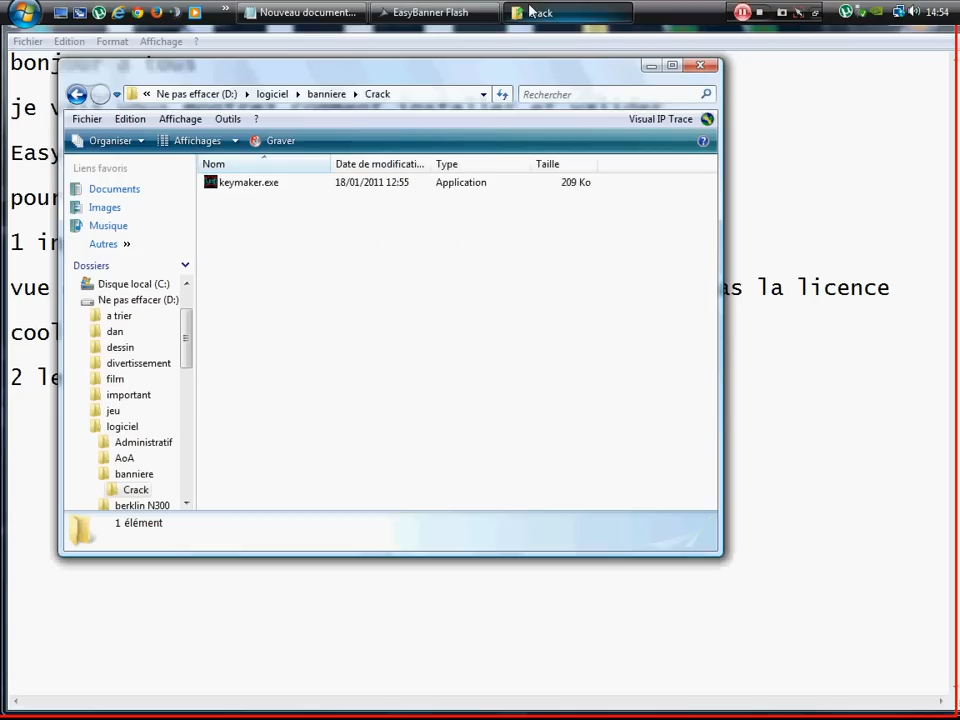 » Nouveau document... EasyBanner Flash Crack 14:54
Fichier Edition Format Affichage ?
bonjour a tous
« Ne pas effacer (D:) logiciel banniere Crack Rechercher
je
Fichier Edition Affichage Outils ? Visual IP Trace
Organiser Affichages Graver
Easy
Liens favoris
Nom Date de modificati... Type Taille
keymaker.exe 18/01/2011 12:55 Application 209 Ko
Documents
pour
Images
Musique
1 in
Autres »
Dossiers
Disque local (C:)
vue as la licence
Ne pas effacer (D:)
a trier
dan
cool
dessin
divertissement
film
2 le
important
jeu
logiciel
Administratif
AoA
banniere
Crack
berklin N300
1 élément